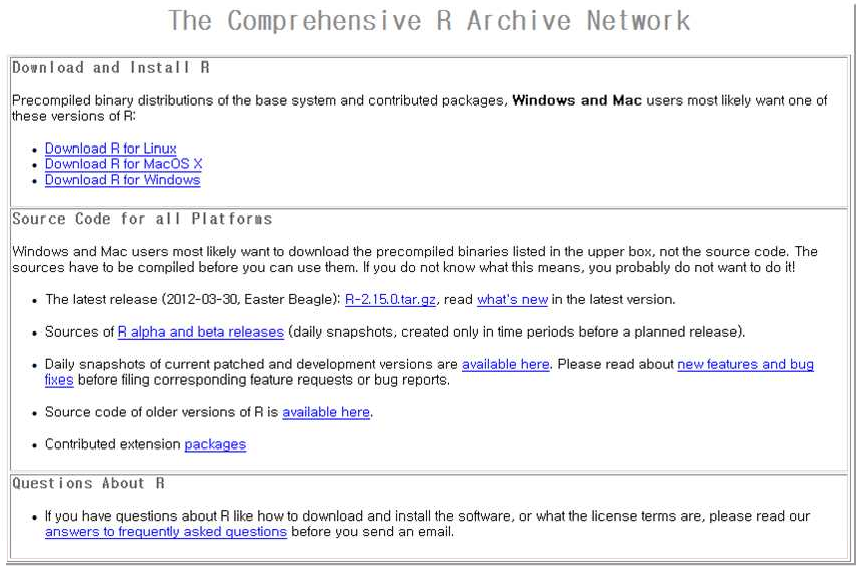 The Comprehensive R Archive Network
Download and Install R
Precompiled binary distributions of the base system and contributed packages, Windows and Mac users most likely want one of
these versions of R:
• Download R for Linux
• Download R for MacOS X
• Download R for Windows
Source Code for all Platforms
Windows and Mac users most likely want to download the precompiled binaries listed in the upper box, not the source code. The
sources have to be compiled before you can use them. If you do not know what this means, you probably do not want to do it!
• The latest release (2012-03-30, Easter Beagle): R-2.15.0.tar.gz, read what's new in the latest version.
• Sources of R alpha and beta releases (daily snapshots, created only in time periods before a planned release).
• Daily snapshots of current patched and development versions are available here. Please read about new features and bug
fixes before filing corresponding feature requests or bug reports.
• Source code of older versions of R is available here.
• Contributed extension packages
Questions About R
• If you have questions about R like how to download and install the software, or what the license terms are, please read our
answers to frequently asked questions before you send an email.